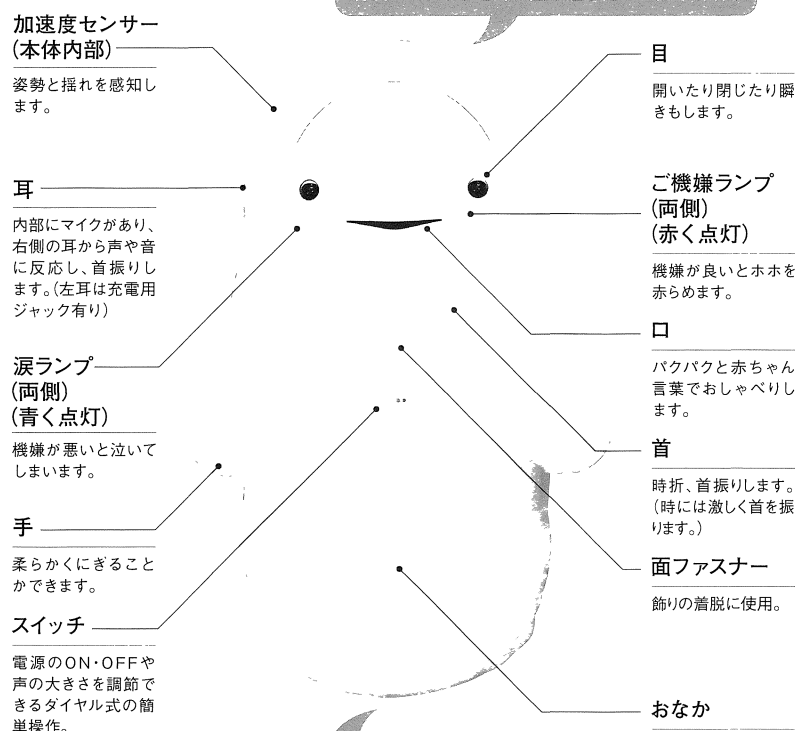 加速度センサー
(本体内部)
姿勢と揺れを感知し
ます。
耳
内部にマイクがあり、
右側の耳から声や音
に反応し、首振りし
ます。(左耳は充電用
ジャック有り)
涙ランプ
(両側)
(青く点灯)
機嫌が悪いと泣いて
しまいます。
手
柔らかくにぎること
かできます。
スイッチ
電源のON・OFFや
声の大きさを調節で
きるダイヤル式の簡
単操作。
目
開いたり閉じたり瞬
きもします。
ご機嫌ランプ
(両側)
(赤く点灯)
機嫌が良いとホホを
赤らめます。
口
パクパクと赤ちゃん
言葉でおしゃべりし
ます。
首
時折、首振りします。
(時には激しく首を振
ります。)
面ファスナー
飾りの着脱に使用。
おなか